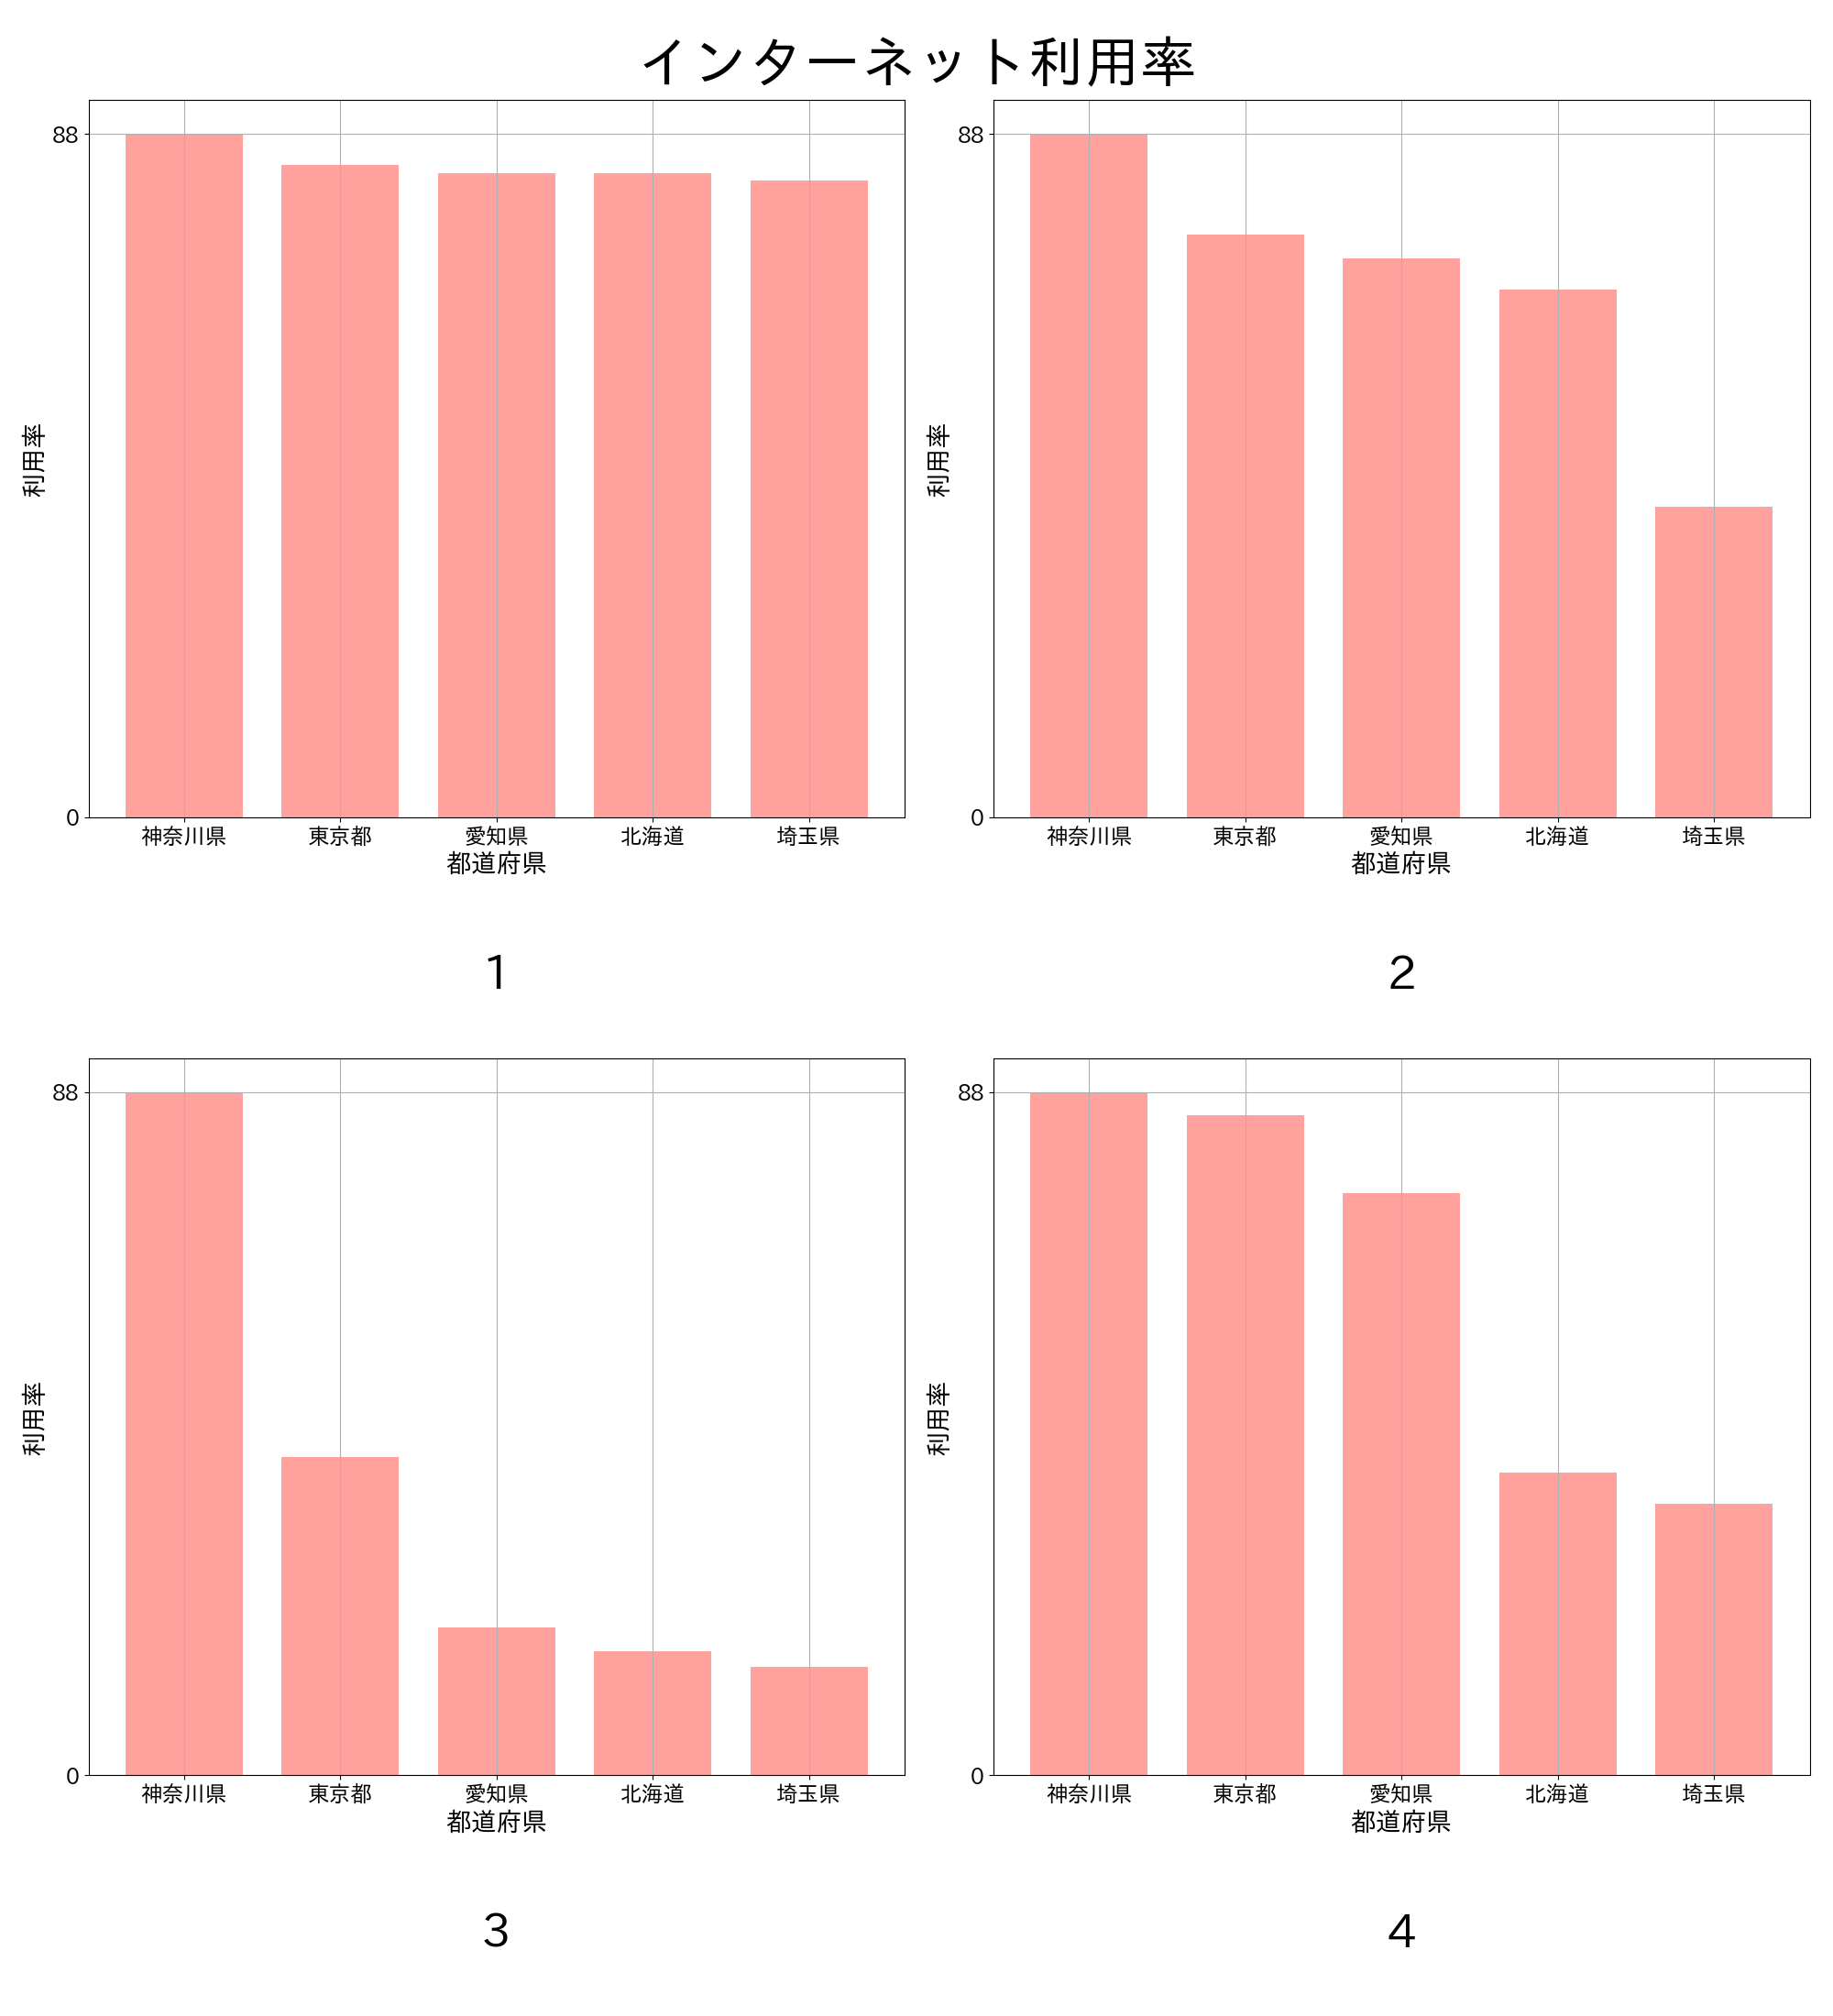 インターネット利用率
88
0
利用率
神奈川県 東京都 愛知県 北海道 埼玉県
都道府県
1
88
0
利用率
神奈川県 東京都 愛知県 北海道 埼玉県
都道府県
2
88
0
利用率
神奈川県 東京都 愛知県 北海道 埼玉県
都道府県
3
88
0
利用率
神奈川県 東京都 愛知県 北海道 埼玉県
都道府県
4